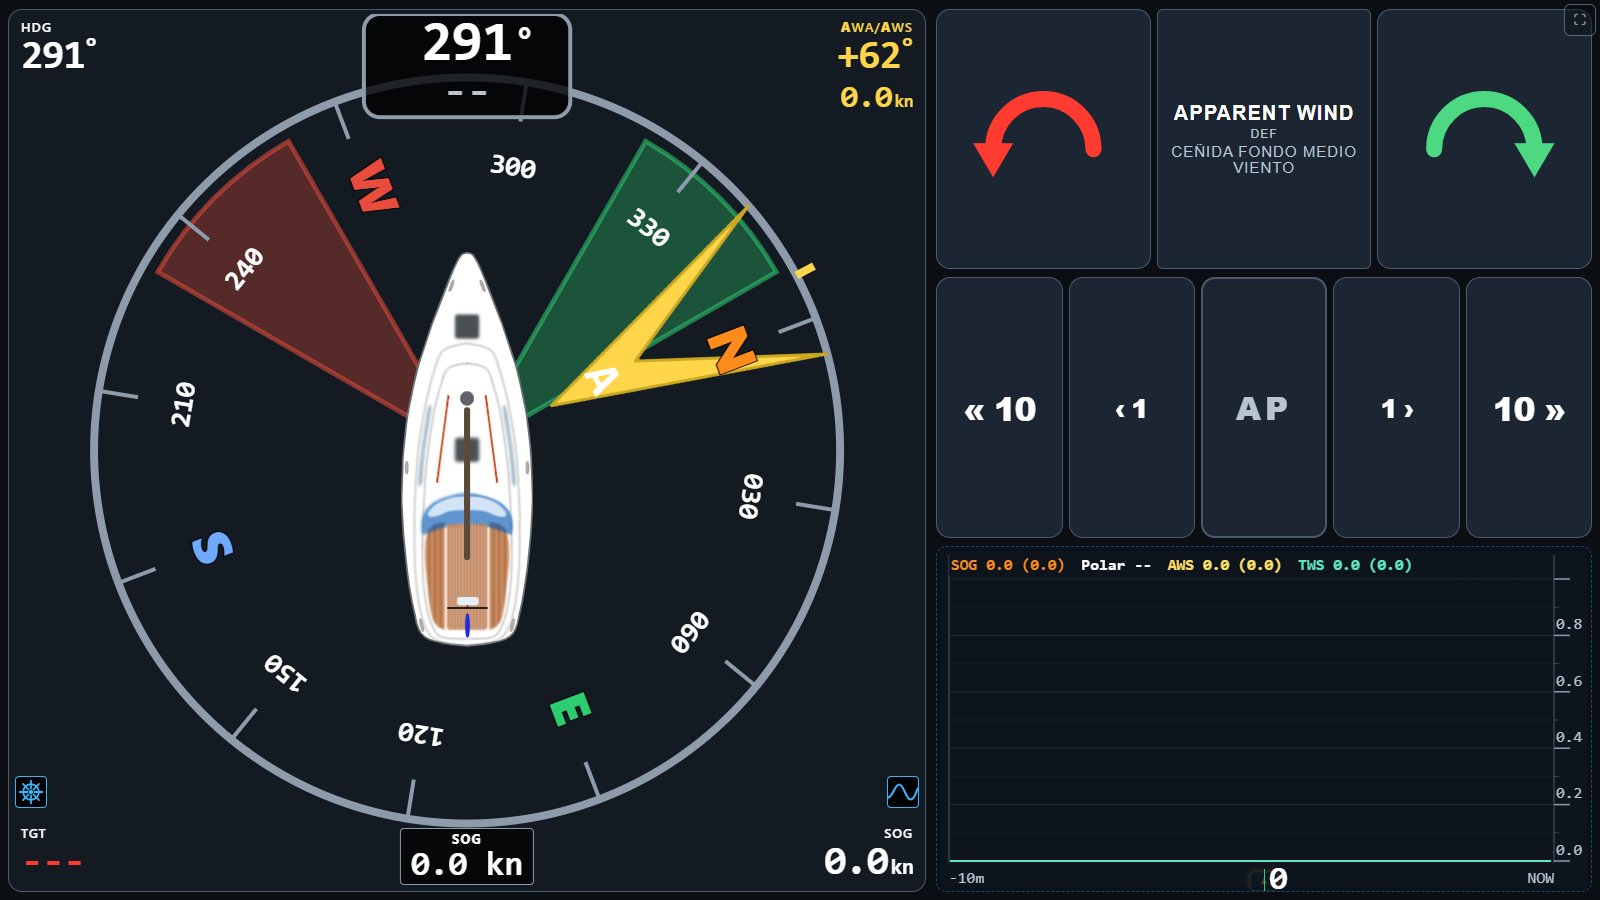 HDG
291°
291°
--
AWA/AWS
+62°
0.0kn
W
300
330
240
N
A
210
030
S
060
150
E
120
TGT
---
SOG
0.0 kn
SOG
0.0kn
APPARENT WIND
DEF
CEÑIDA FONDO MEDIO
VIENTO
« 10
‹ 1
AP
1 ›
10 »
SOG 0.0 (0.0) Polar -- AWS 0.0 (0.0) TWS 0.0 (0.0)
0.8
0.6
0.4
0.2
0.0
-10m
0
NOW